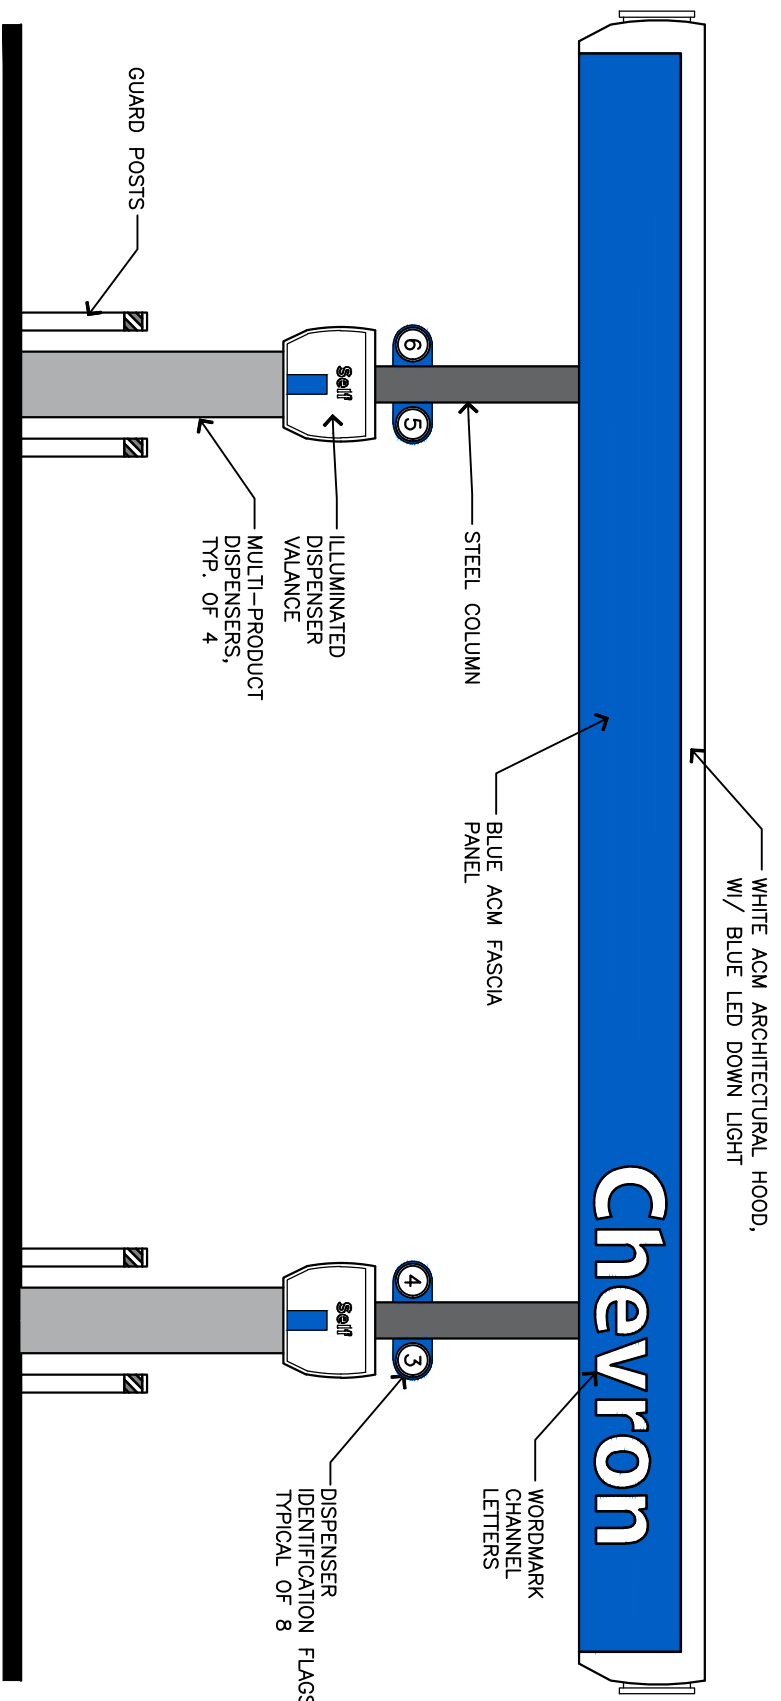 WHITE ACM ARCHITECTURAL HOOD,
W/ BLUE LED DOWN LIGHT
Chevron
BLUE ACM FASCIA
PANEL
WORDMARK
CHANNEL
LETTERS
STEEL COLUMN
6
5
4
3
Self
Self
ILLUMINATED
DISPENSER
VALANCE
DISPENSER
IDENTIFICATION FLAGS
TYPICAL OF 8
MULTI-PRODUCT
DISPENSERS,
TYP. OF 4
GUARD POSTS